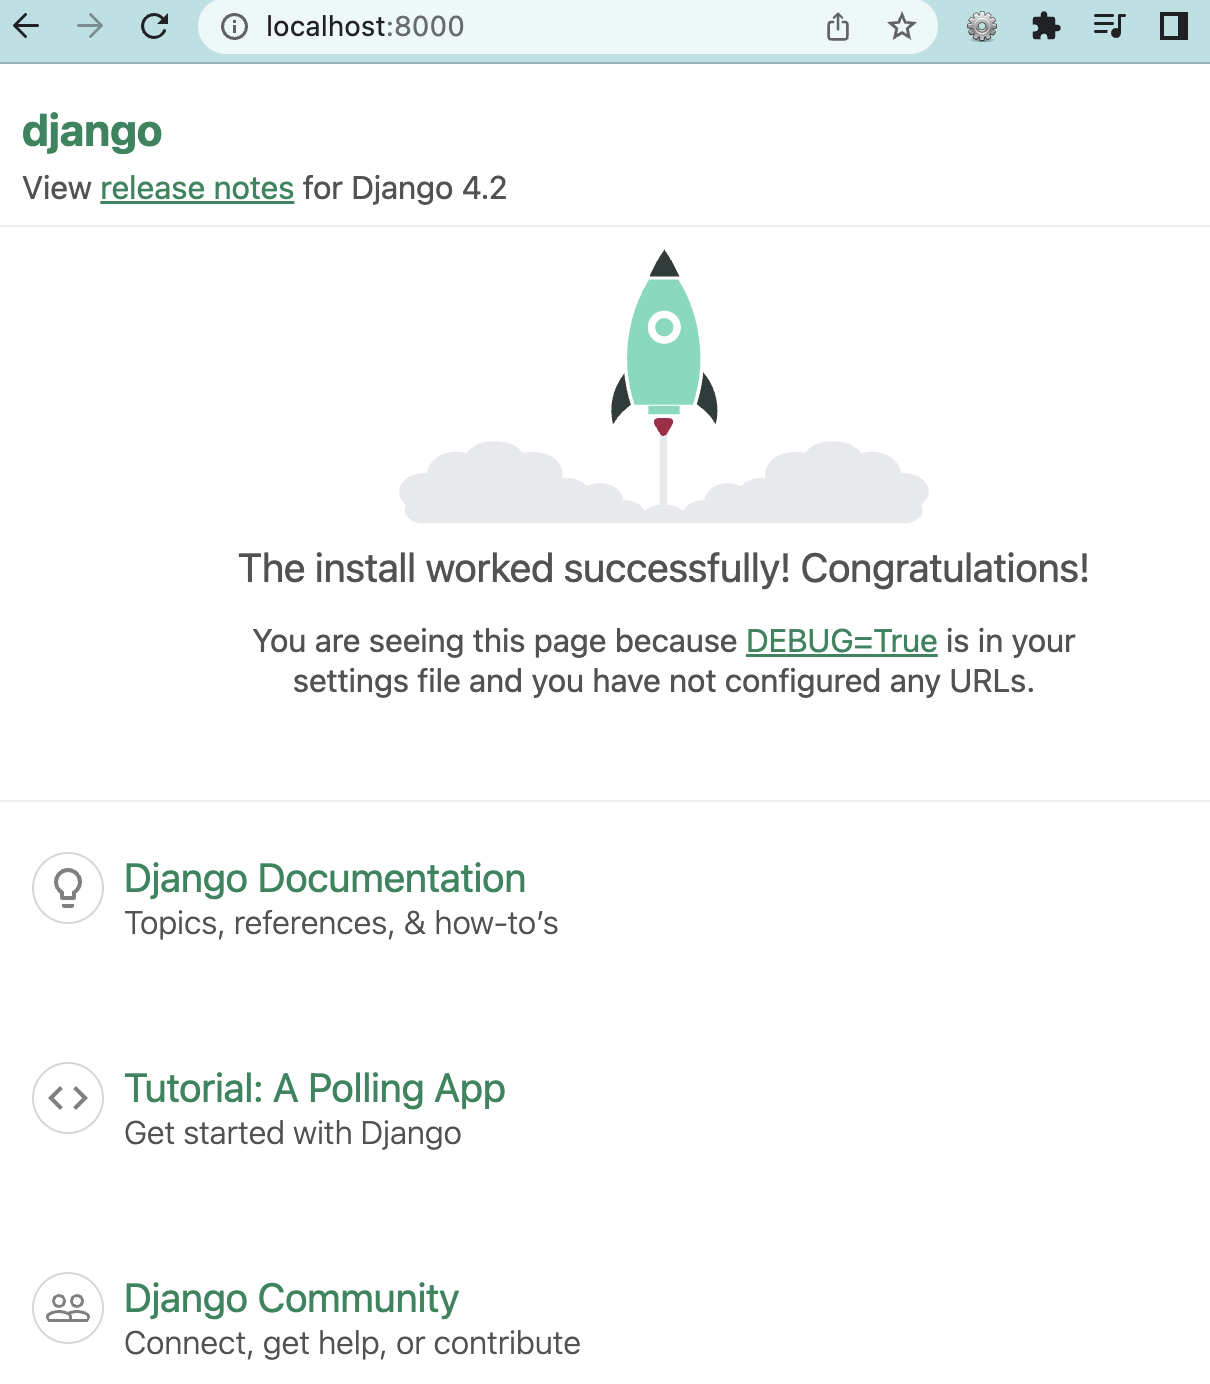 localhost:8000
django
View release notes for Django 4.2
The install worked successfully! Congratulations!
You are seeing this page because DEBUG=True is in your
settings file and you have not configured any URLs.
Django Documentation
Topics, references, & how-to’s
Tutorial: A Polling App
Get started with Django
Django Community
Connect, get help, or contribute